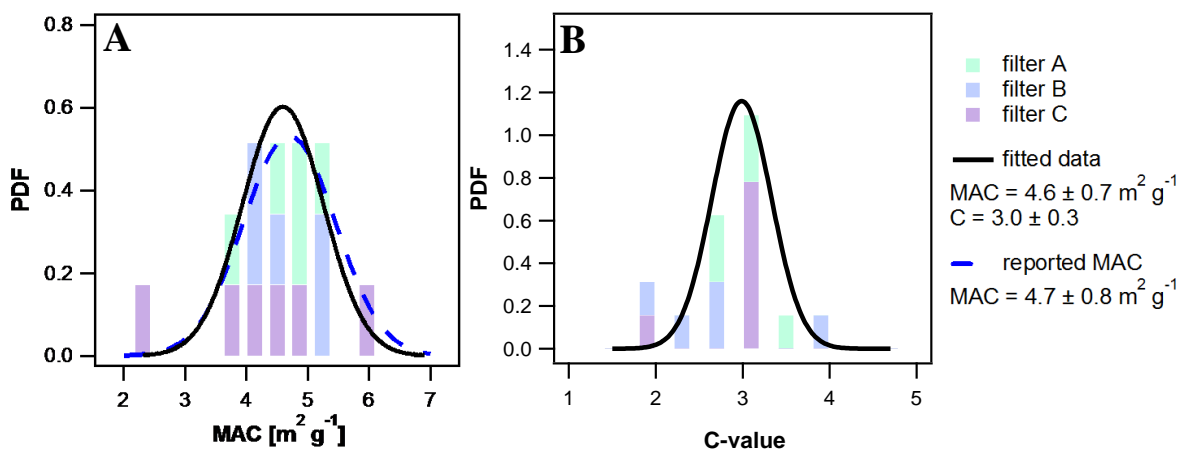 A
PDF
0.8
0.6
0.4
0.2
0.0
2 3 4 5 6 7
MAC [m² g⁻¹]
B
PDF
1.4
1.2
1.0
0.8
0.6
0.4
0.2
0.0
1 2 3 4 5
C-value
filter A
filter B
filter C
fitted data
MAC = 4.6 ± 0.7 m² g⁻¹
C = 3.0 ± 0.3
reported MAC
MAC = 4.7 ± 0.8 m² g⁻¹